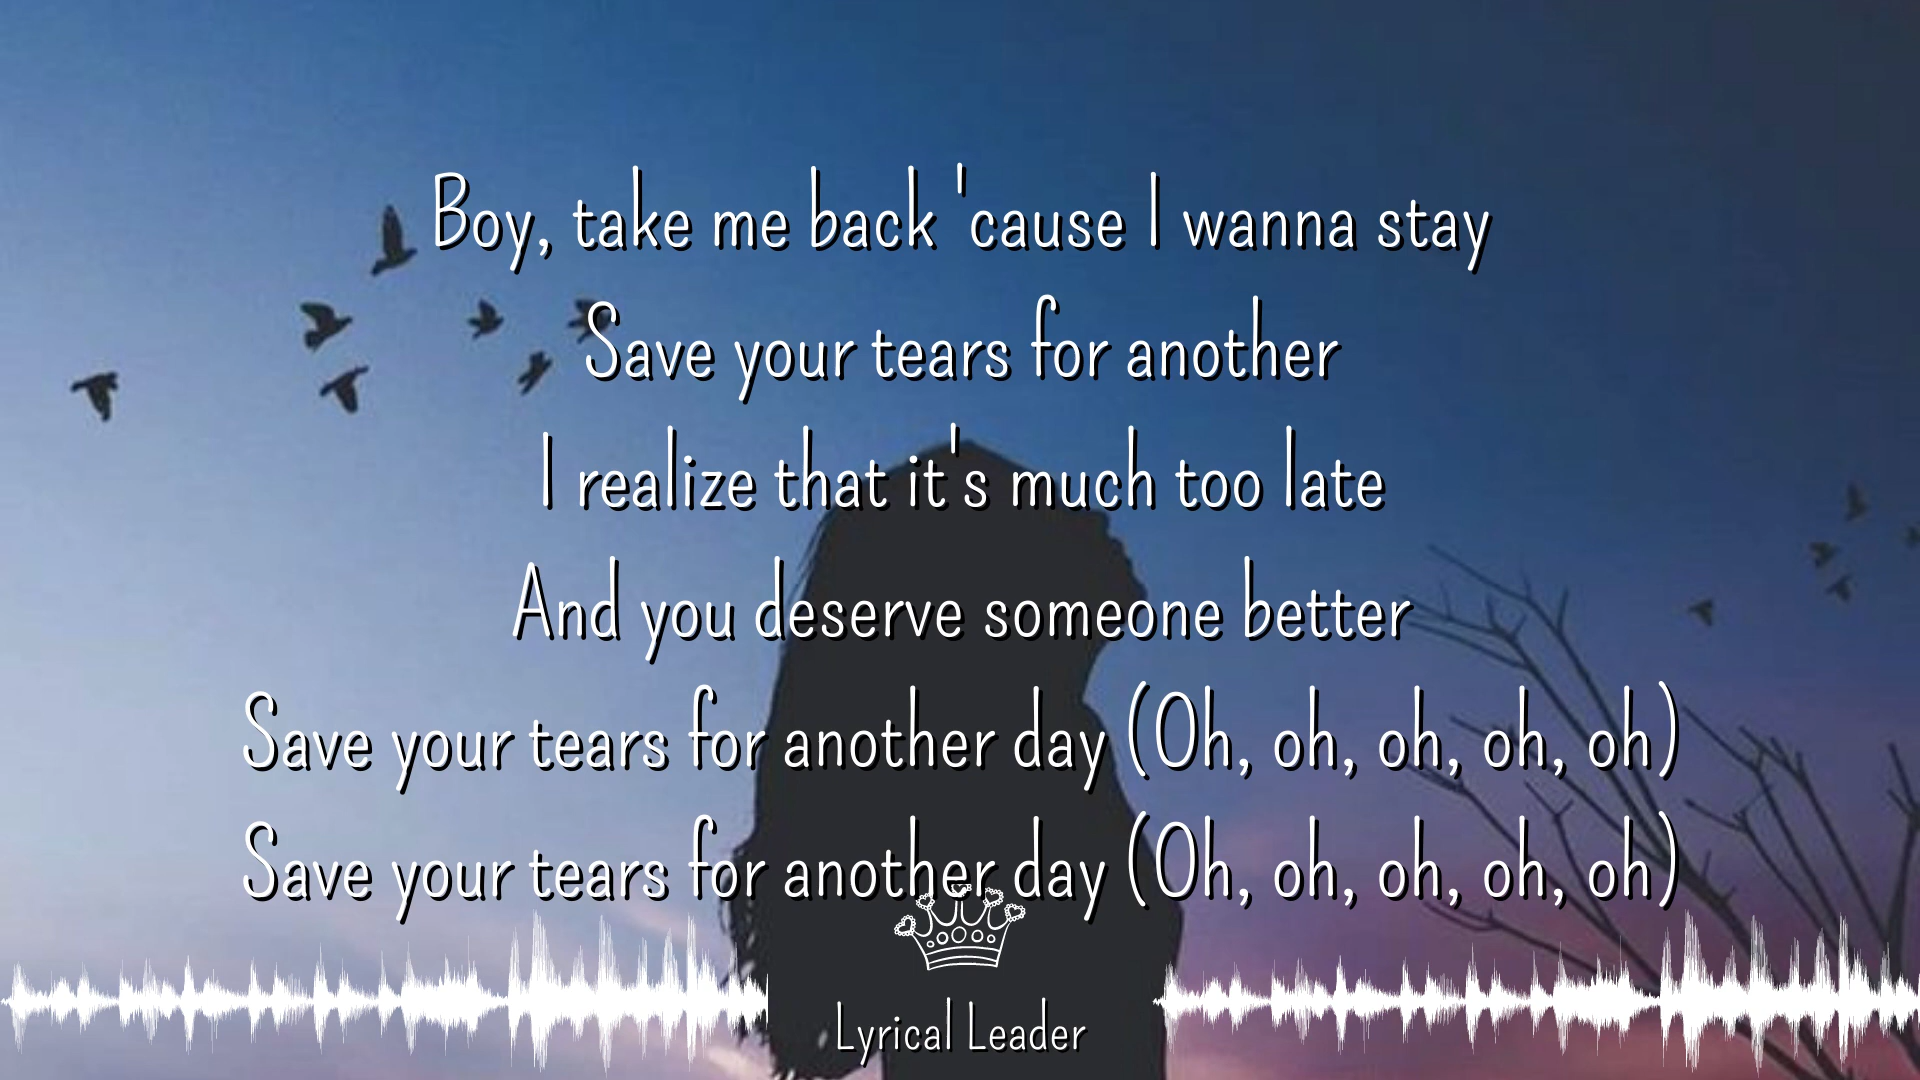 Boy, take me back 'cause I wanna stay
Save your tears for another
I realize that it's much too late
And you deserve someone better
Save your tears for another day (Oh, oh, oh, oh, oh)
Save your tears for another day (Oh, oh, oh, oh, oh)
Lyrical Leader